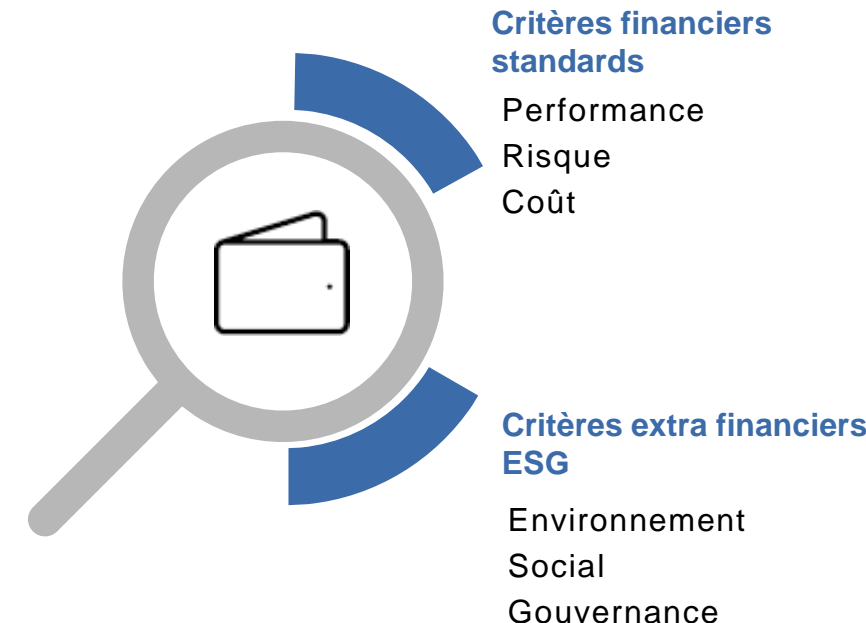 Critères financiers
standards
Performance
Risque
Coût
Critères extra financiers
ESG
Environnement
Social
Gouvernance